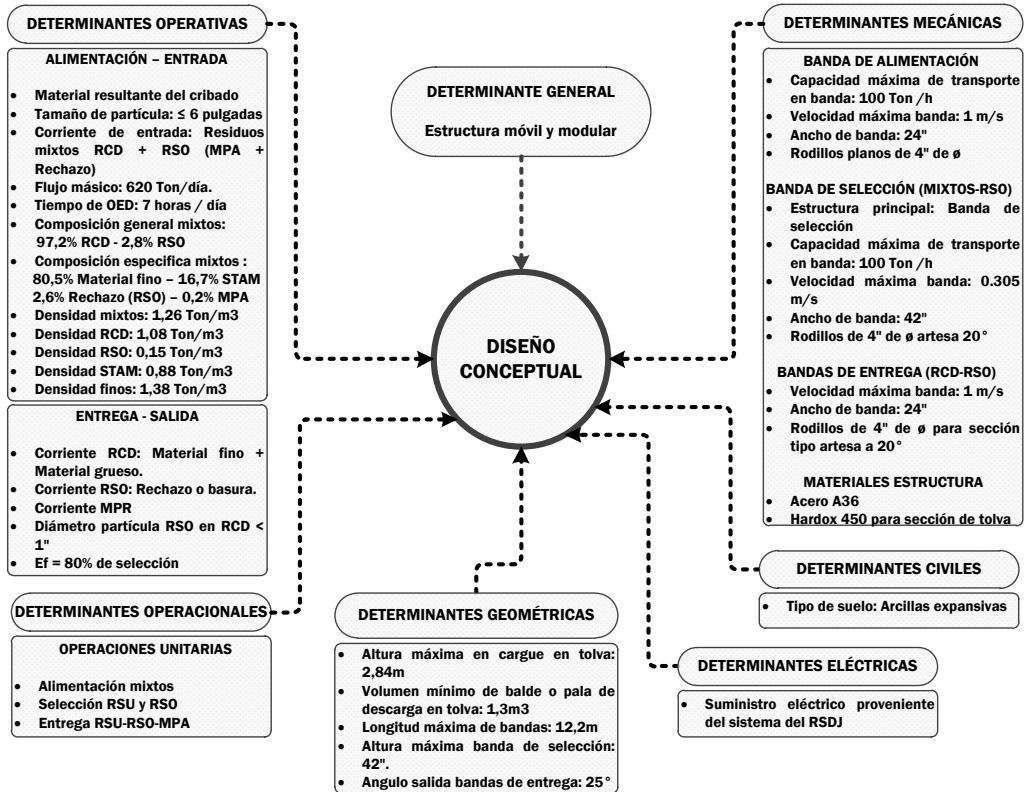 DETERMINANTES OPERATIVAS
ALIMENTACIÓN – ENTRADA
• Material resultante del cribado
• Tamaño de partícula: ≤ 6 pulgadas
• Corriente de entrada: Residuos
mixtos RCD + RSO (MPA +
Rechazo)
• Flujo másico: 620 Ton/día.
• Tiempo de OED: 7 horas / día
• Composición general mixtos:
97,2% RCD - 2,8% RSO
• Composición especifica mixtos :
80,5% Material fino – 16,7% STAM
2,6% Rechazo (RSO) – 0,2% MPA
• Densidad mixtos: 1,26 Ton/m3
• Densidad RCD: 1,08 Ton/m3
• Densidad RSO: 0,15 Ton/m3
• Densidad STAM: 0,88 Ton/m3
• Densidad finos: 1,38 Ton/m3
ENTREGA - SALIDA
• Corriente RCD: Material fino +
Material grueso.
• Corriente RSO: Rechazo o basura.
• Corriente MPR
• Diámetro partícula RSO en RCD <
1"
• Ef = 80% de selección
DETERMINANTES OPERACIONALES
OPERACIONES UNITARIAS
• Alimentación mixtos
• Selección RSU y RSO
• Entrega RSU-RSO-MPA
DETERMINANTE GENERAL
Estructura móvil y modular
DISEÑO
CONCEPTUAL
DETERMINANTES GEOMÉTRICAS
• Altura máxima en cargue en tolva:
2,84m
• Volumen mínimo de balde o pala de
descarga en tolva: 1,3m3
• Longitud máxima de bandas: 12,2m
• Altura máxima banda de selección:
42".
• Angulo salida bandas de entrega: 25°
DETERMINANTES MECÁNICAS
BANDA DE ALIMENTACIÓN
• Capacidad máxima de transporte
en banda: 100 Ton /h
• Velocidad máxima banda: 1 m/s
• Ancho de banda: 24"
• Rodillos planos de 4" de ø
BANDA DE SELECCIÓN (MIXTOS-RSO)
• Estructura principal: Banda de
selección
• Capacidad máxima de transporte
en banda: 100 Ton /h
• Velocidad máxima banda: 0.305
m/s
• Ancho de banda: 42"
• Rodillos de 4" de ø artesa 20°
BANDAS DE ENTREGA (RCD-RSO)
• Velocidad máxima banda: 1 m/s
• Ancho de banda: 24"
• Rodillos de 4" de ø para sección
tipo artesa a 20°
MATERIALES ESTRUCTURA
• Acero A36
• Hardox 450 para sección de tolva
DETERMINANTES CIVILES
• Tipo de suelo: Arcillas expansivas
DETERMINANTES ELÉCTRICAS
• Suministro eléctrico proveniente
del sistema del RSDJ